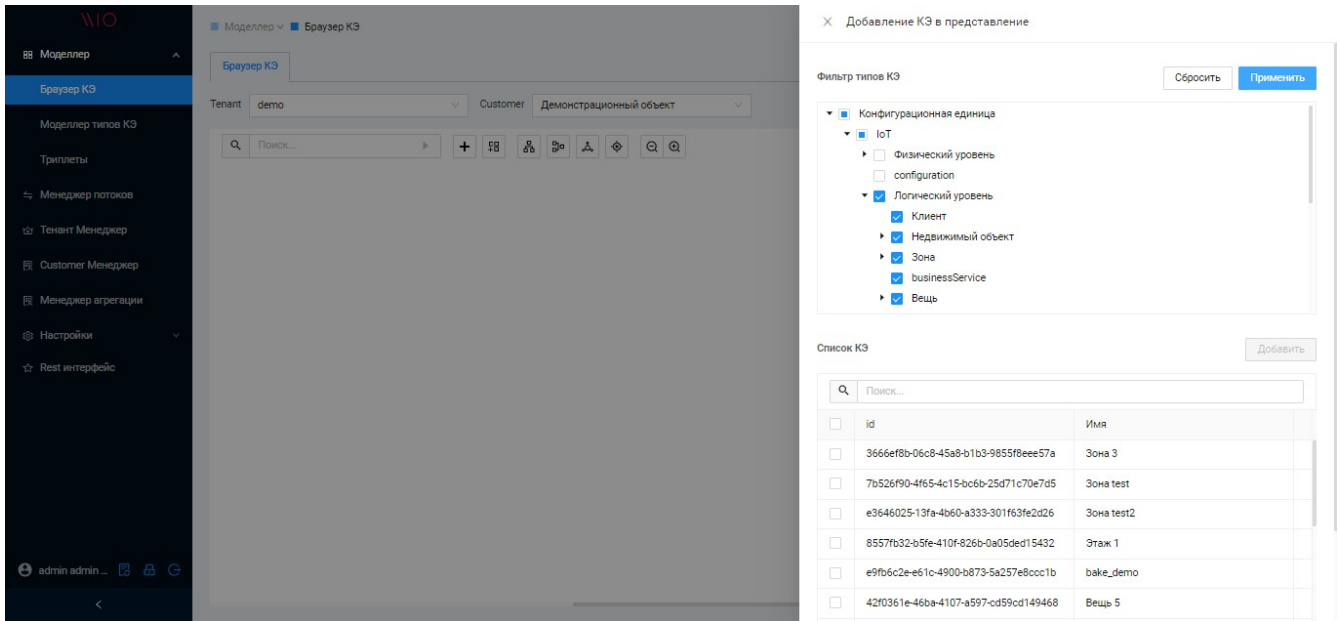 WIO
Моделлер
Браузер КЭ
Моделлер типов КЭ
Триплеты
Менеджер потоков
Тенант Менеджер
Customer Менеджер
Менеджер агрегации
Настройки
Rest интерфейс
admin admin ...
Моделлер Браузер КЭ
Браузер КЭ
Tenant demo Customer Демонстрационный объект
Поиск...
Добавление КЭ в представление
Фильтр типов КЭ Сбросить Применить
Конфигурационная единица
IoT
Физический уровень
configuration
Логический уровень
Клиент
Недвижимый объект
Зона
businessService
Вещь
Список КЭ Добавить
Поиск...
id Имя
3666ef8b-06c8-45a8-b1b3-9855f8eee57a Зона 3
7b526f90-4f65-4c15-bc6b-25d71c70e7d5 Зона test
e3646025-13fa-4b60-a333-301f63fe2d26 Зона test2
8557fb32-b5fe-410f-826b-0a05ded15432 Этаж 1
e9fb6c2e-e61c-4900-b873-5a257e8ccc1b bake_demo
42f0361e-46ba-4107-a597-cd59cd149468 Вещь 5